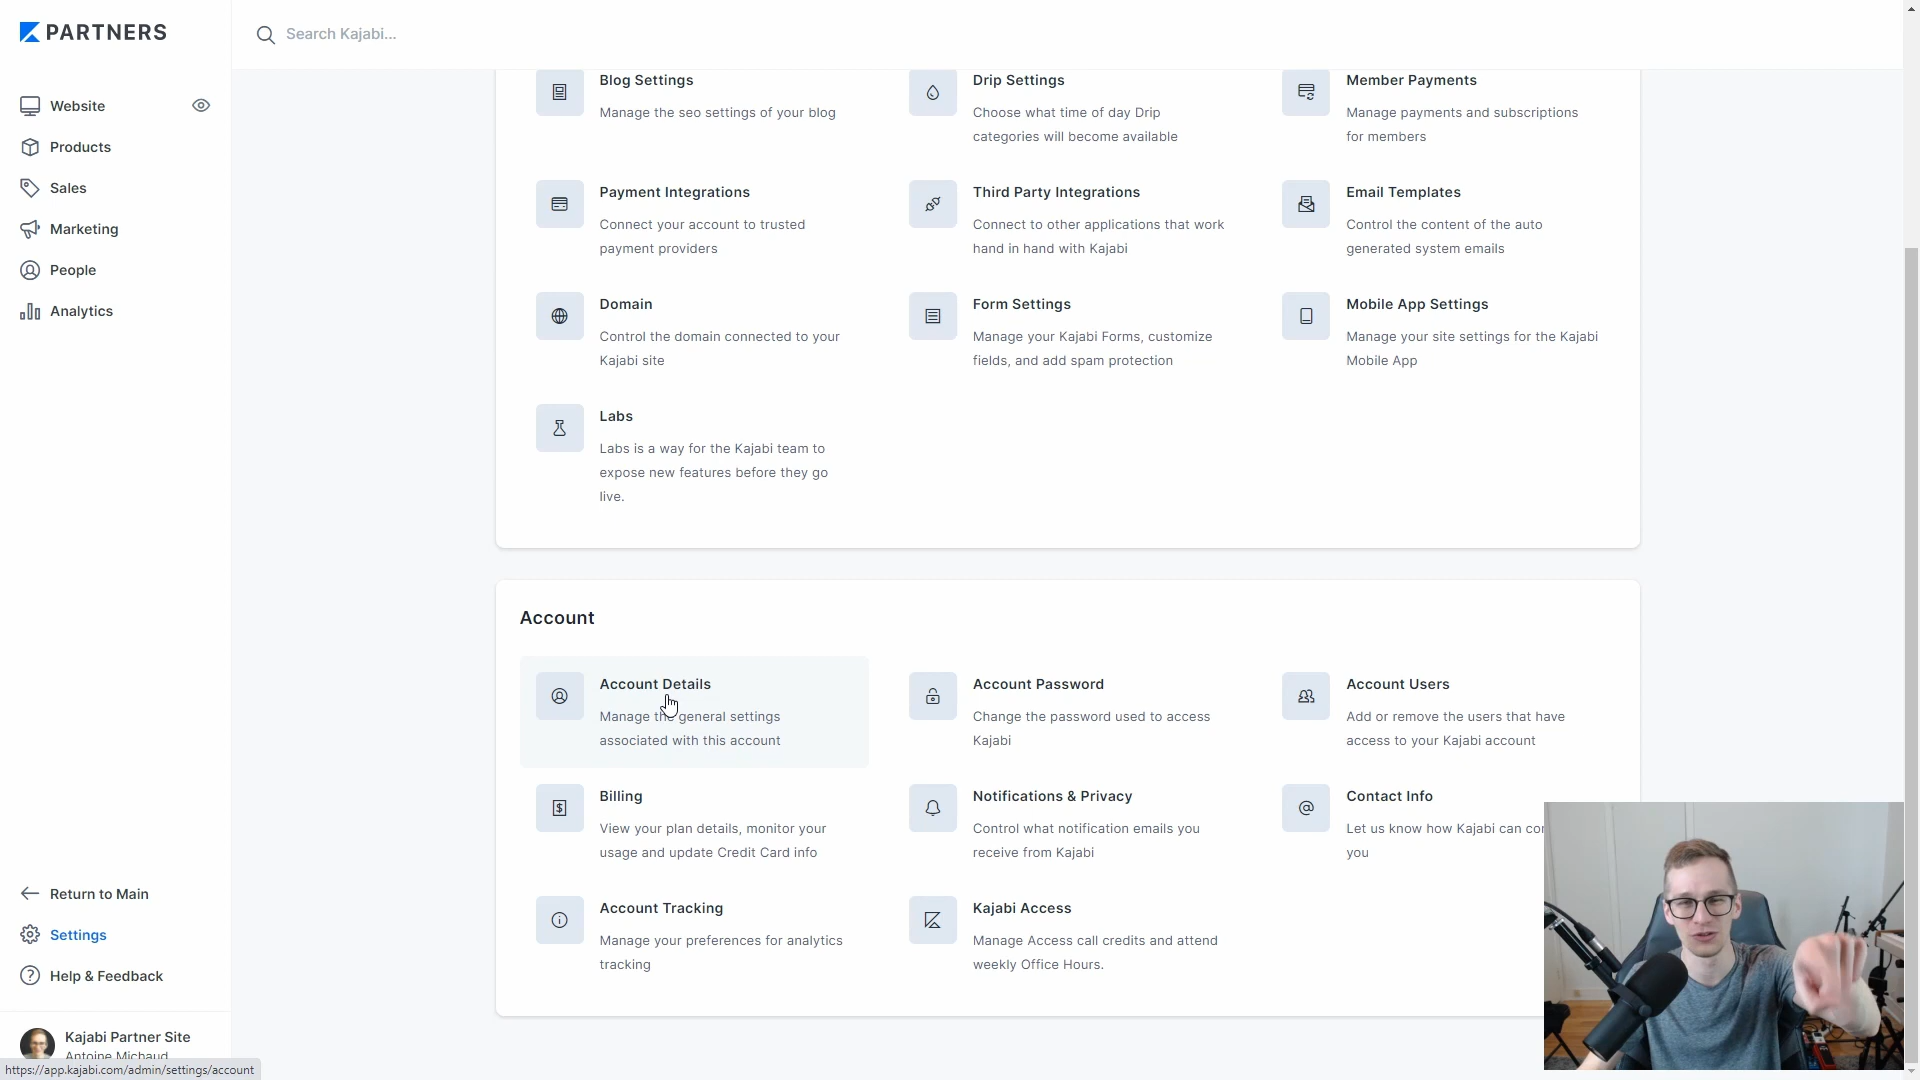 PARTNERS
Search Kajabi...
Website
Products
Sales
Marketing
People
Analytics
Return to Main
Settings
Help & Feedback
Kajabi Partner Site
Antoine Michaud
https://app.kajabi.com/admin/settings/account
Blog Settings
Manage the seo settings of your blog
Drip Settings
Choose what time of day Drip
categories will become available
Member Payments
Manage payments and subscriptions
for members
Payment Integrations
Connect your account to trusted
payment providers
Third Party Integrations
Connect to other applications that work
hand in hand with Kajabi
Email Templates
Control the content of the auto
generated system emails
Domain
Control the domain connected to your
Kajabi site
Form Settings
Manage your Kajabi Forms, customize
fields, and add spam protection
Mobile App Settings
Manage your site settings for the Kajabi
Mobile App
Labs
Labs is a way for the Kajabi team to
expose new features before they go
live.
Account
Account Details
Manage the general settings
associated with this account
Account Password
Change the password used to access
Kajabi
Account Users
Add or remove the users that have
access to your Kajabi account
Billing
View your plan details, monitor your
usage and update Credit Card info
Notifications & Privacy
Control what notification emails you
receive from Kajabi
Contact Info
Let us know how Kajabi can
you
Account Tracking
Manage your preferences for analytics
tracking
Kajabi Access
Manage Access call credits and attend
weekly Office Hours.